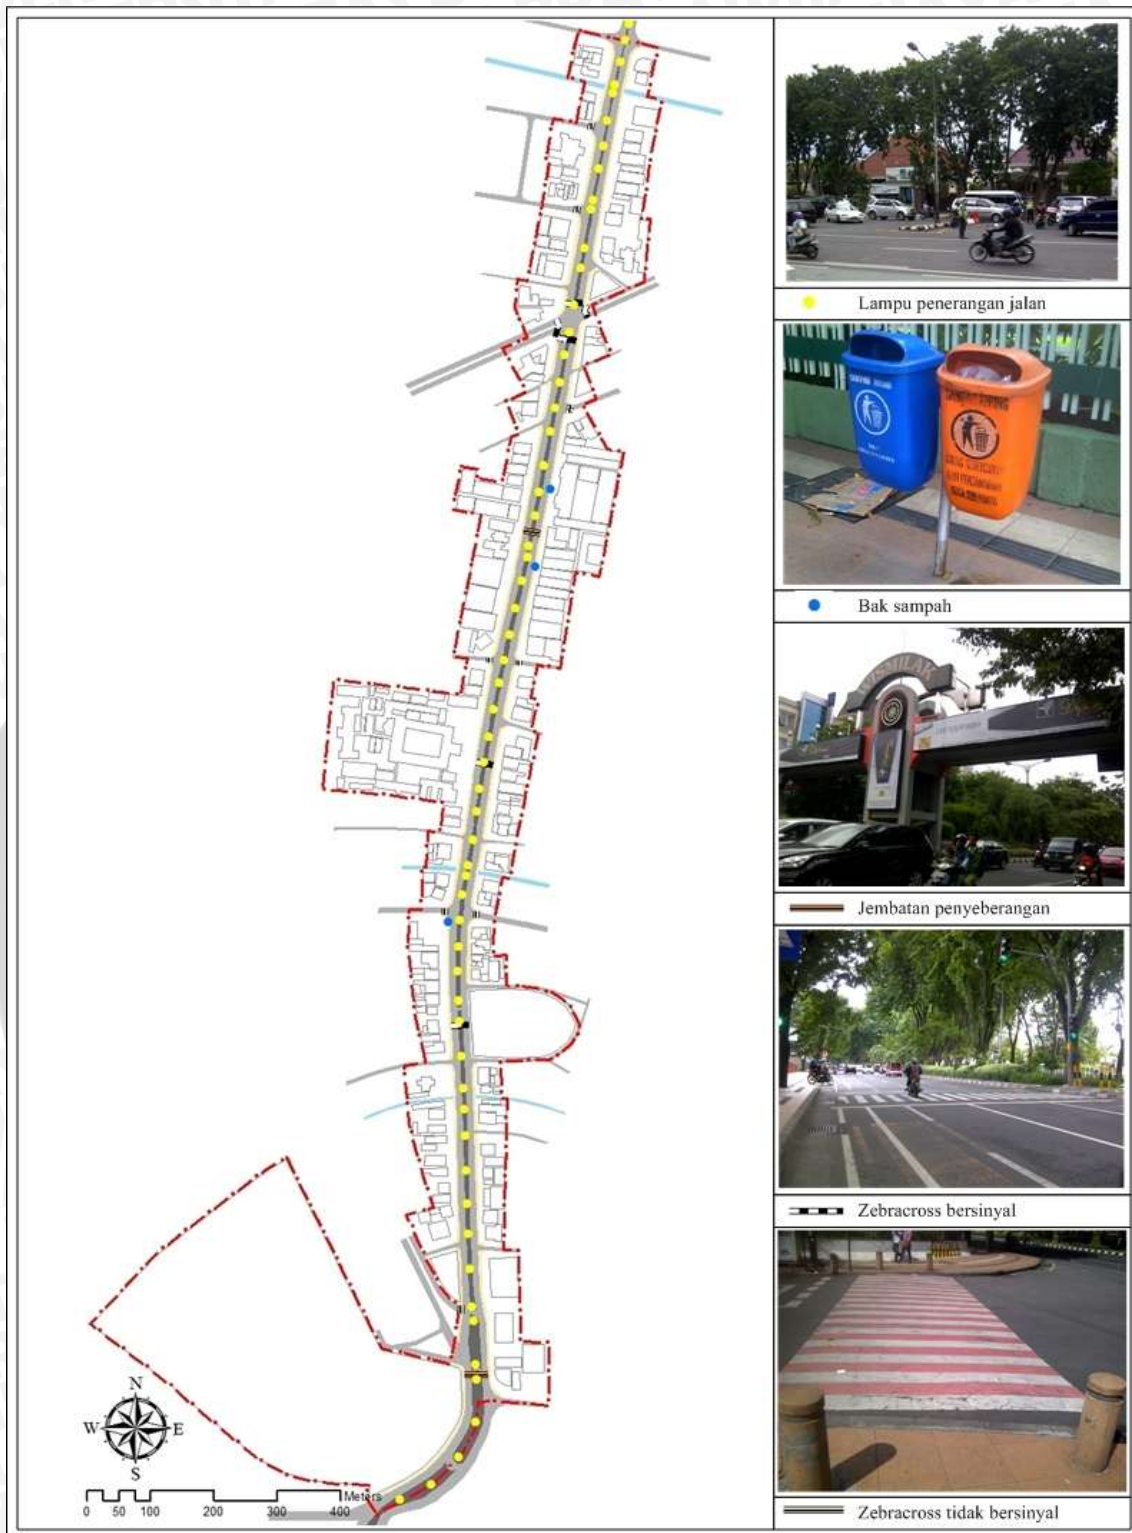 Lampu penerangan jalan
Bak sampah
WISMILAK
Jembatan penyeberangan
Zebracross bersinyal
Zebracross tidak bersinyal
N
W E
S
Meters
0 50 100 200 300 400